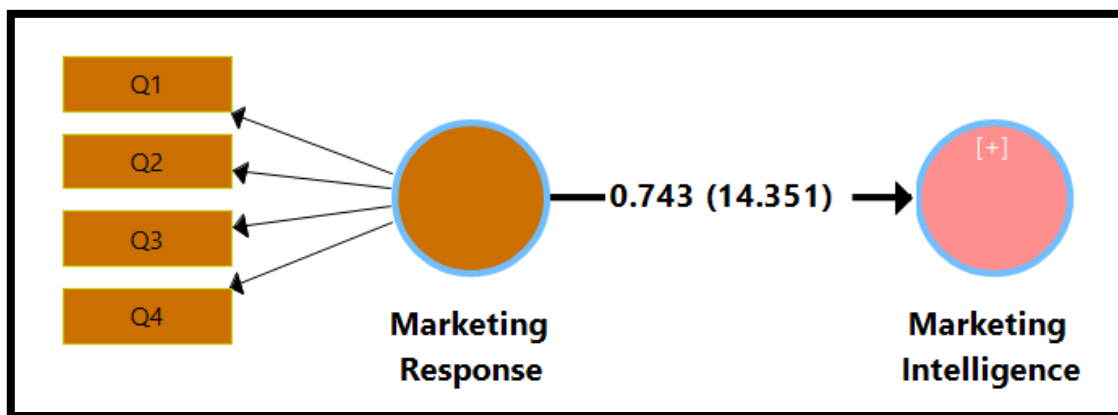 Q1
Q2
Q3
Q4
[+]
0.743 (14.351)
Marketing
Response
Marketing
Intelligence